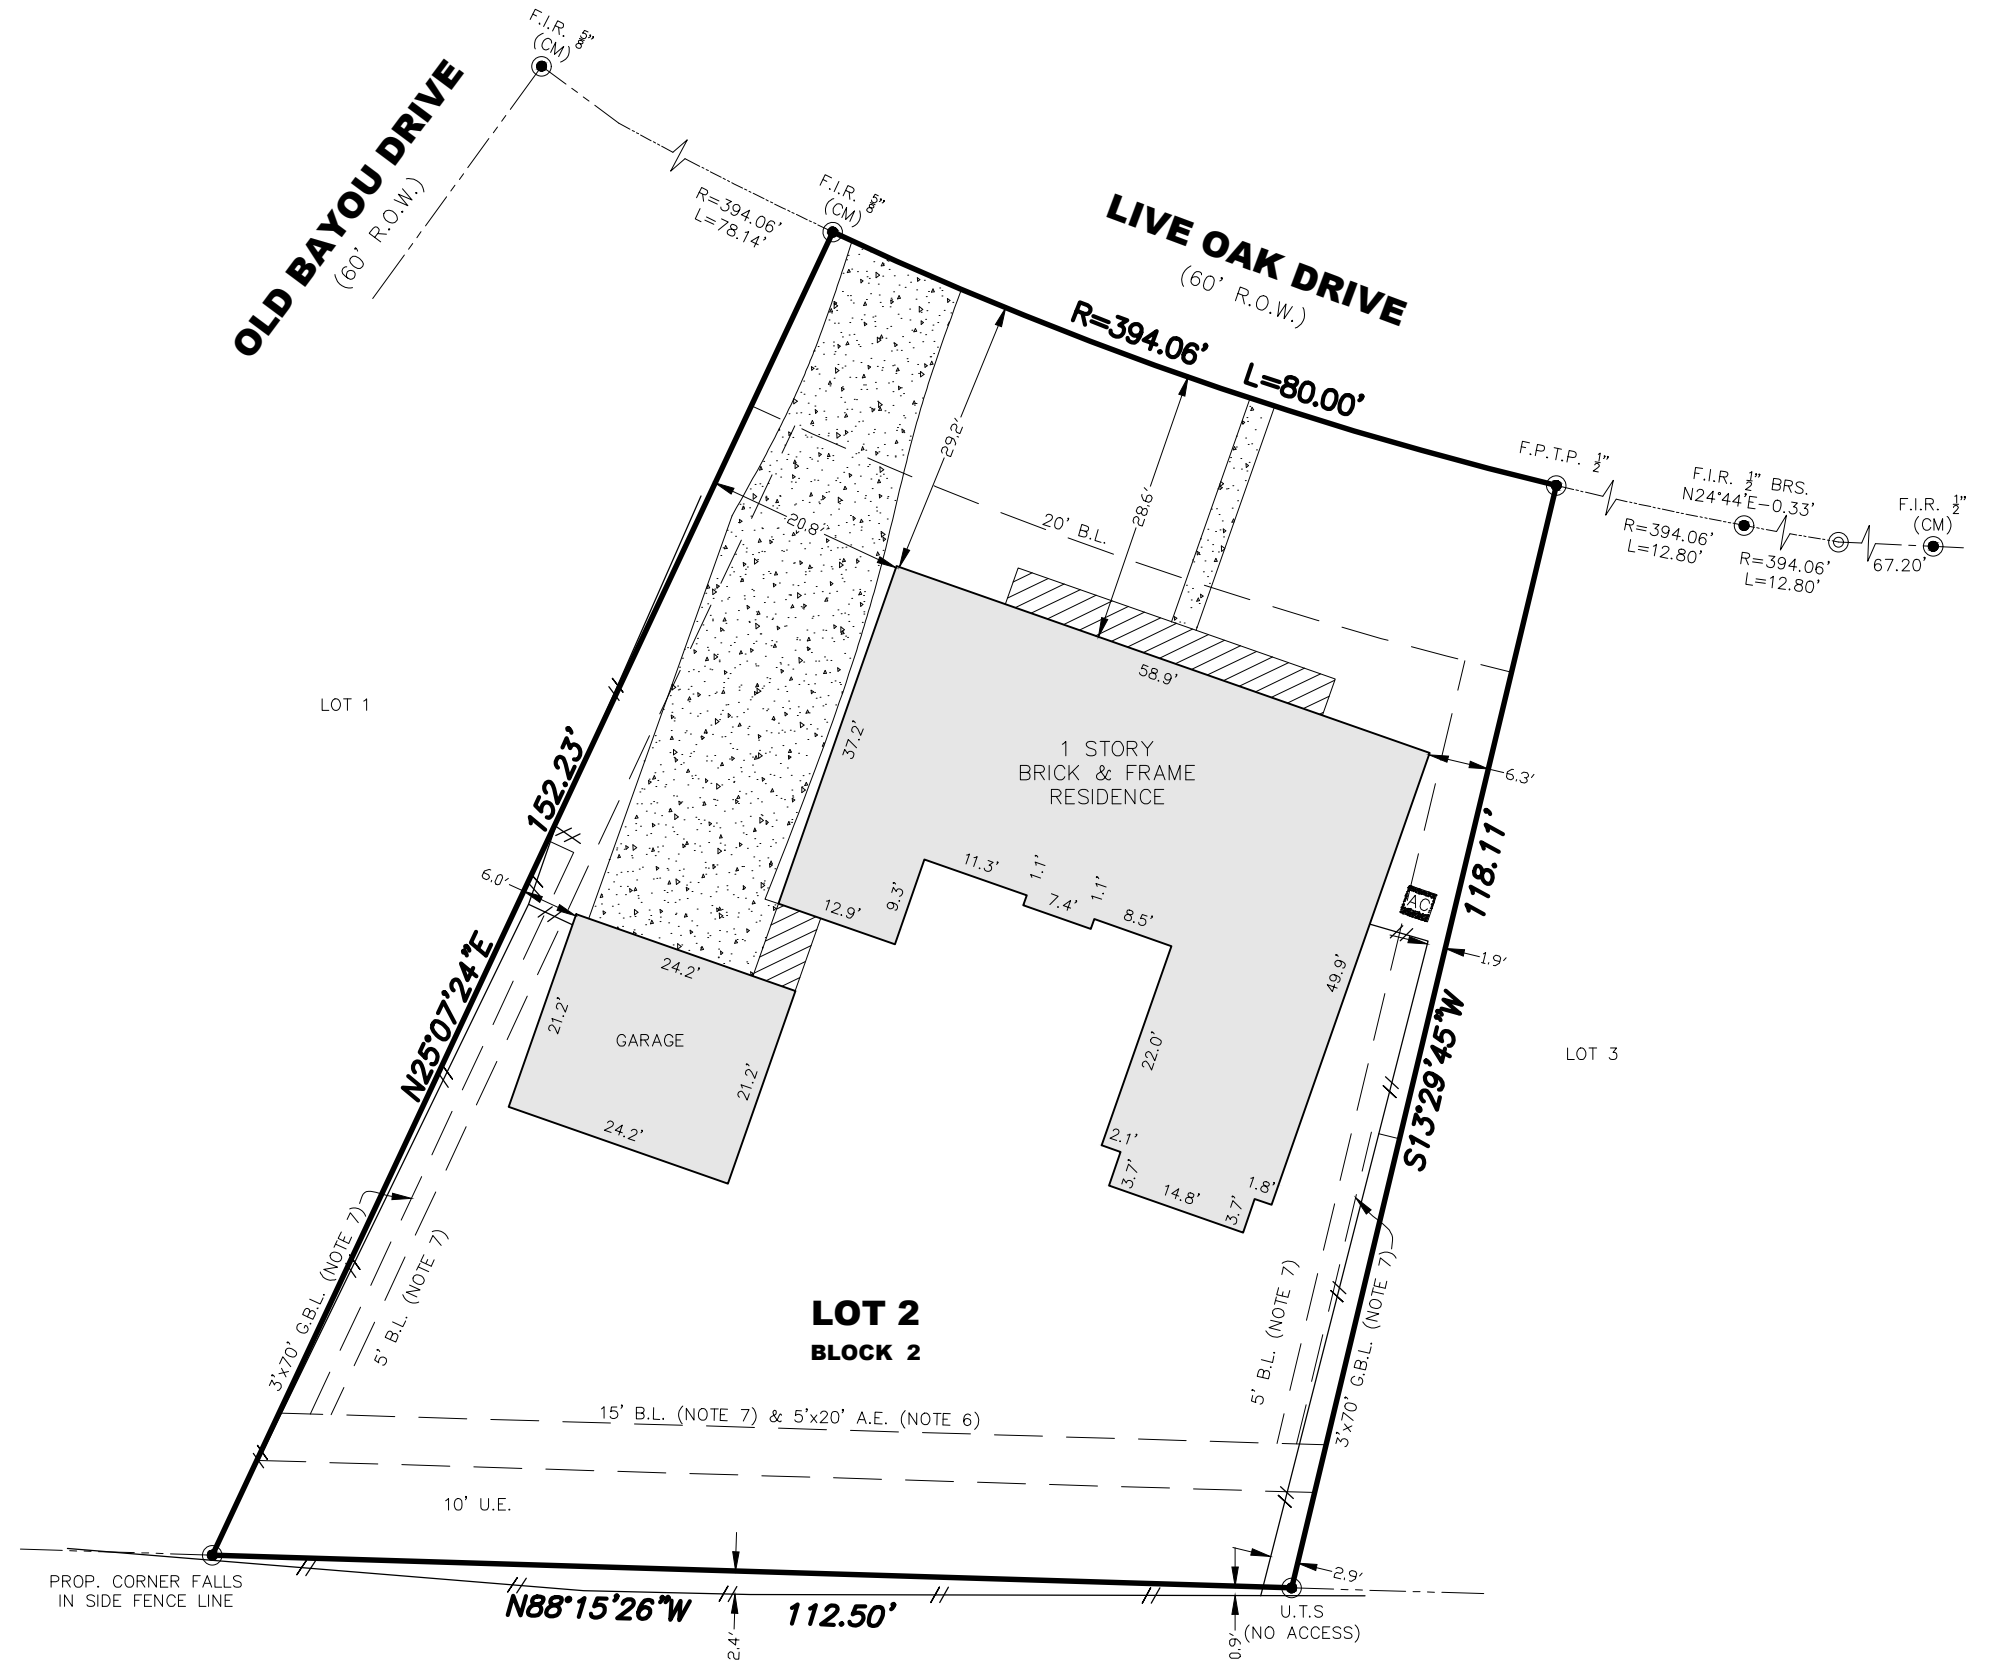 F.I.R. 5/8"
(CM)
OLD BAYOU DRIVE
(60' R.O.W.)
R=394.06'
L=78.14'
F.I.R. 5/8"
(CM)
LIVE OAK DRIVE
(60' R.O.W.)
R=394.06' L=80.00'
F.P.T.P. 1/2"
F.I.R. 1/2" BRS.
N24°44'E-0.33'
R=394.06'
L=12.80'
R=394.06'
L=12.80'
F.I.R. 1/2"
(CM)
67.20'
29.2'
28.6'
20.8'
20' B.L.
58.9'
6.3'
LOT 1
152.23'
N25°07'24"E
37.2'
1 STORY
BRICK & FRAME
RESIDENCE
118.11'
S13°29'45"W
AC
1.9'
6.0'
12.9'
9.3'
11.3'
1.1'
7.4'
1.1'
8.5'
24.2'
21.2'
GARAGE
21.2'
24.2'
22.0'
49.9'
LOT 3
2.1'
3.7'
14.8'
3.7'
1.8'
3'x70' G.B.L. (NOTE 7)
5' B.L. (NOTE 7)
LOT 2
BLOCK 2
5' B.L. (NOTE 7)
3'x70' G.B.L. (NOTE 7)
15' B.L. (NOTE 7) & 5'x20' A.E. (NOTE 6)
10' U.E.
PROP. CORNER FALLS
IN SIDE FENCE LINE
N88°15'26"W 112.50'
2.4'
0.9'
2.9'
U.T.S
(NO ACCESS)